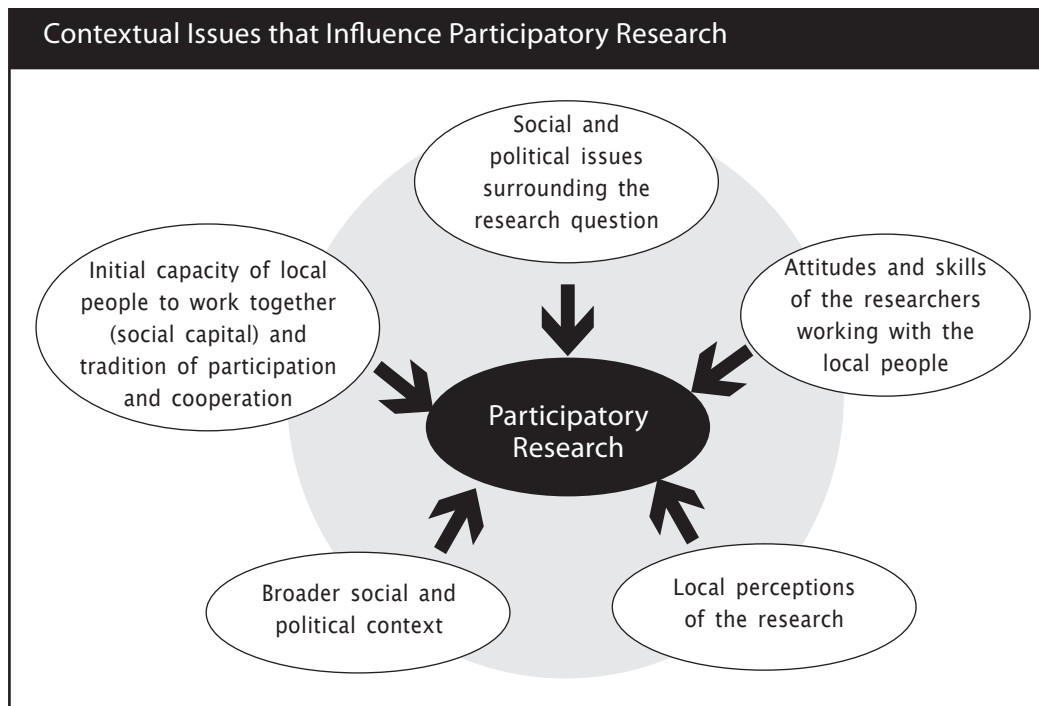 Contextual Issues that Influence Participatory Research
Social and
political issues
surrounding the
research question
Initial capacity of local
people to work together
(social capital) and
tradition of participation
and cooperation
Attitudes and skills
of the researchers
working with the
local people
Participatory
Research
Broader social and
political context
Local perceptions
of the research